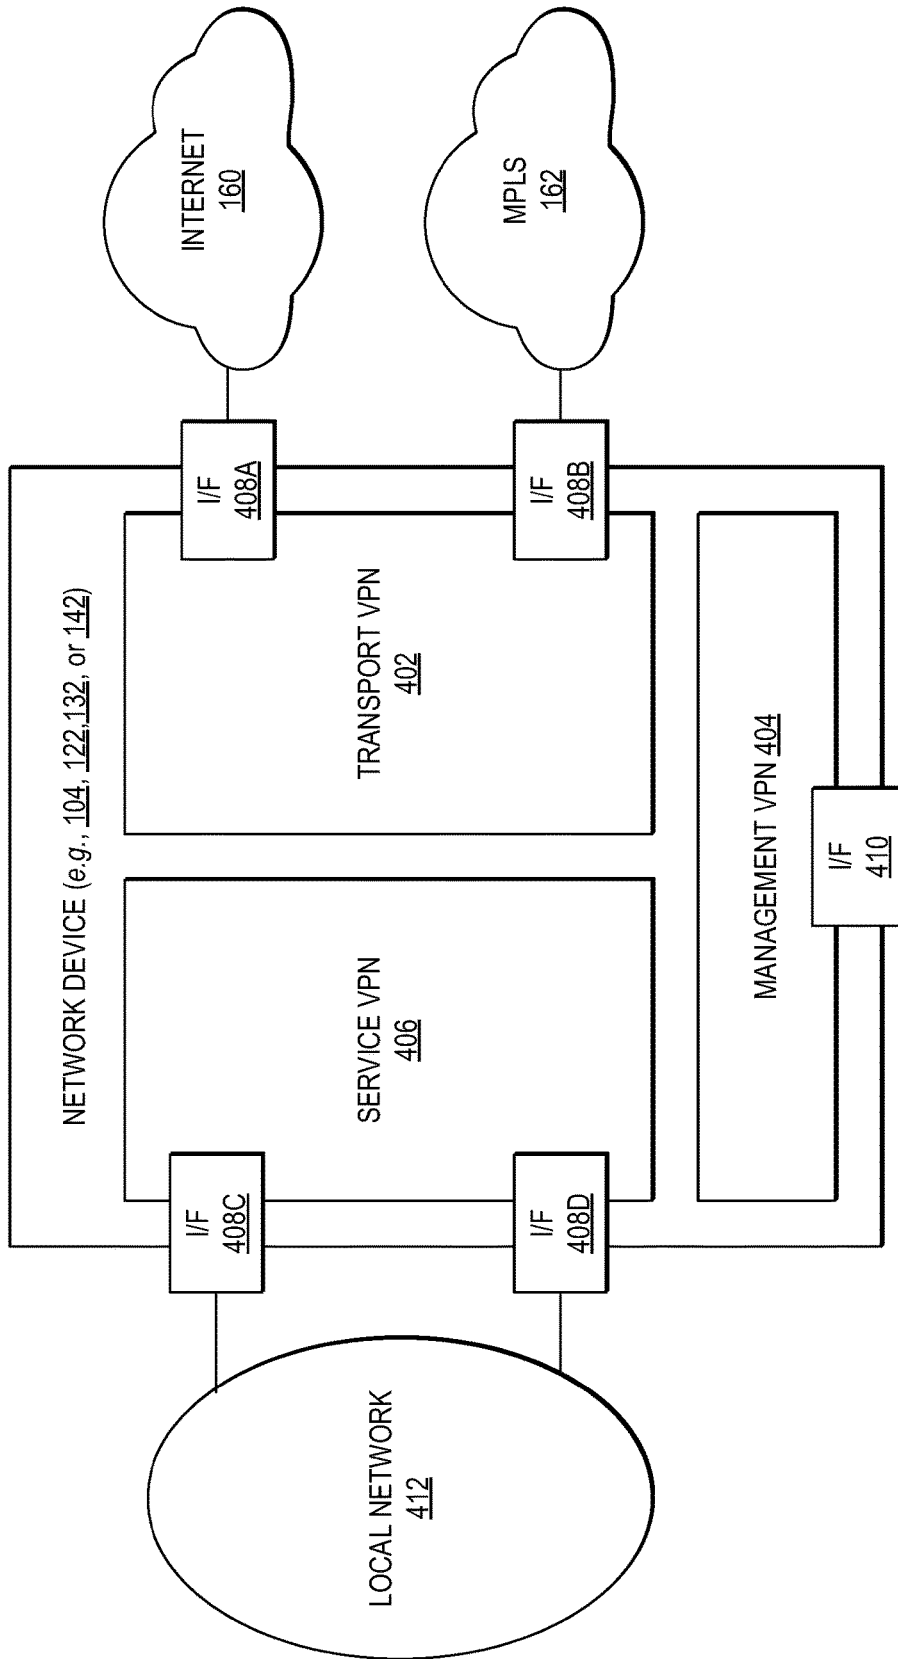 NETWORK DEVICE (e.g., 104, 122,132, or 142)
LOCAL NETWORK
412
I/F
408C
I/F
408D
SERVICE VPN
406
TRANSPORT VPN
402
I/F
408A
I/F
408B
INTERNET
160
MPLS
162
MANAGEMENT VPN 404
I/F
410